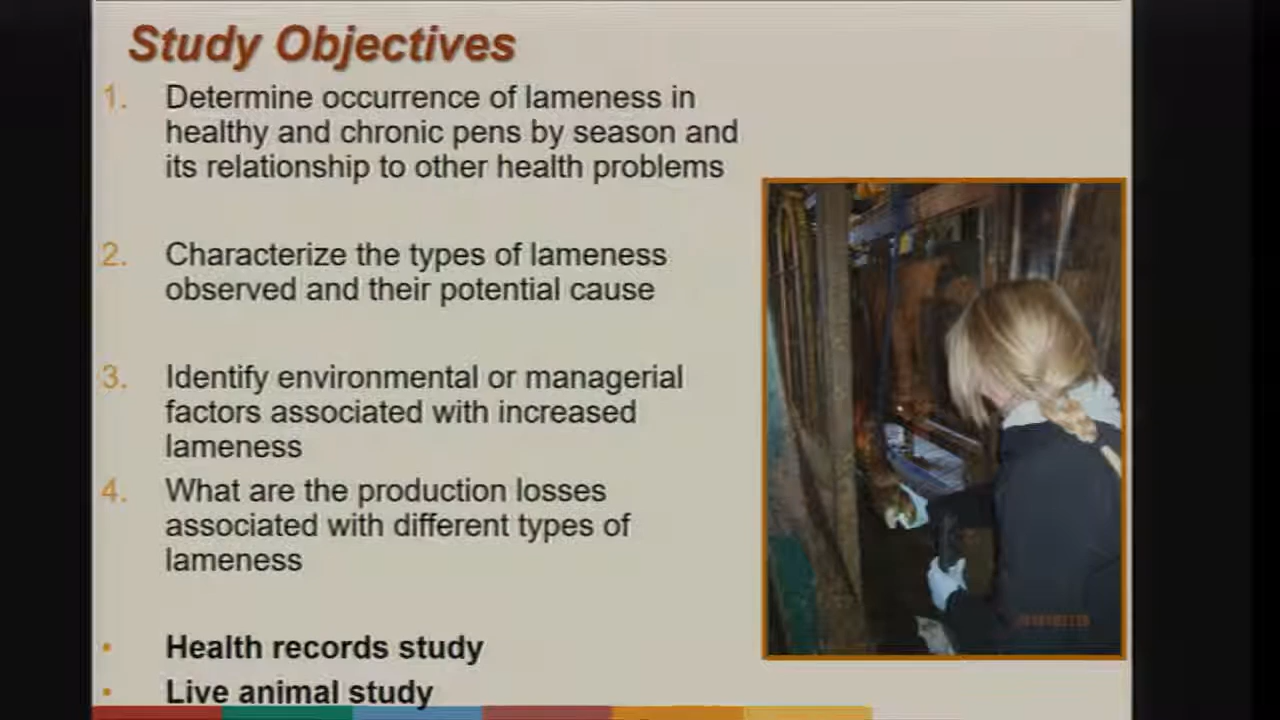 Study Objectives
1. Determine occurrence of lameness in
healthy and chronic pens by season and
its relationship to other health problems
2. Characterize the types of lameness
observed and their potential cause
3. Identify environmental or managerial
factors associated with increased
lameness
4. What are the production losses
associated with different types of
lameness
• Health records study
• Live animal study